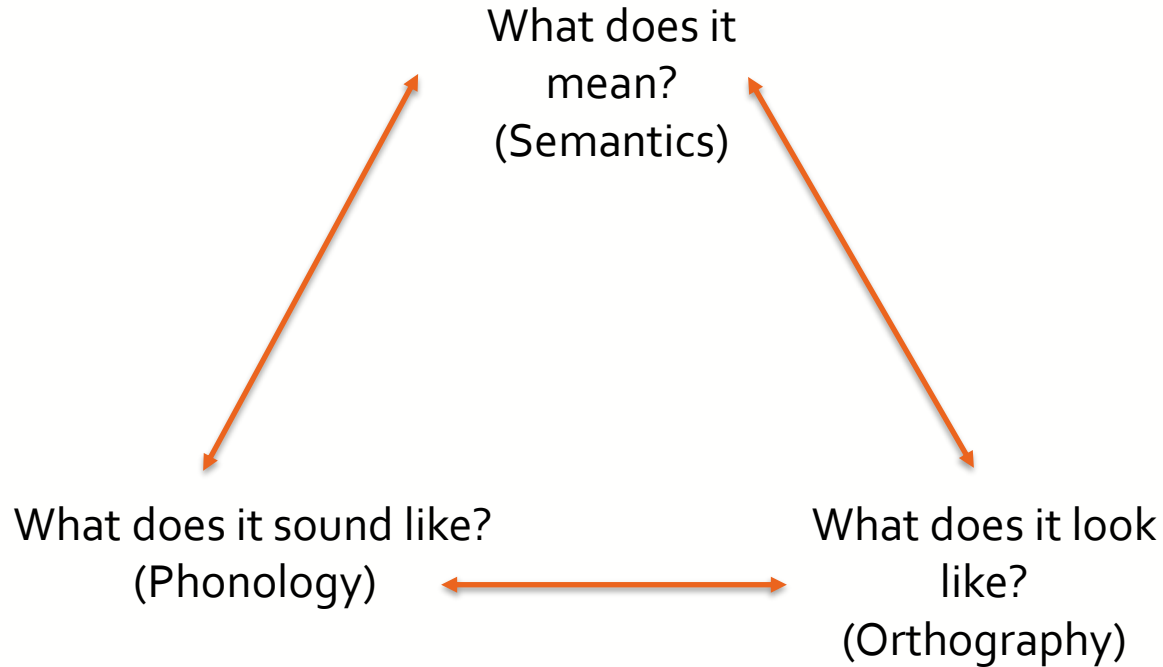 What does it
mean?
(Semantics)
What does it sound like?
(Phonology)
What does it look
like?
(Orthography)